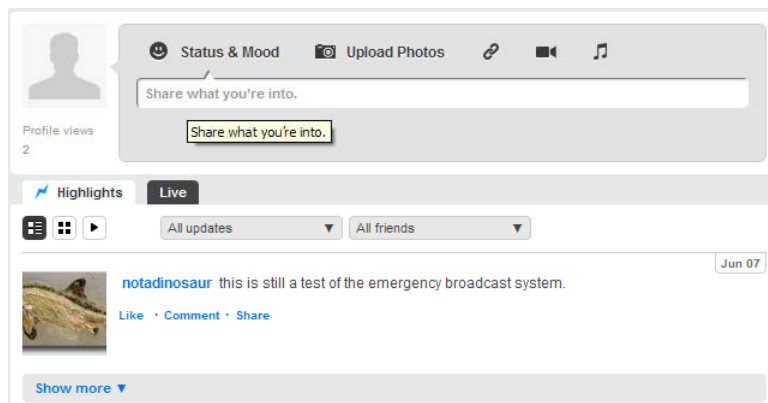 Status & Mood Upload Photos
Share what you're into.
Profile views
Share what you're into.
2
Highlights Live
All updates ▼ All friends ▼
Jun 07
notadinosaur this is still a test of the emergency broadcast system.
Like · Comment · Share
Show more ▼